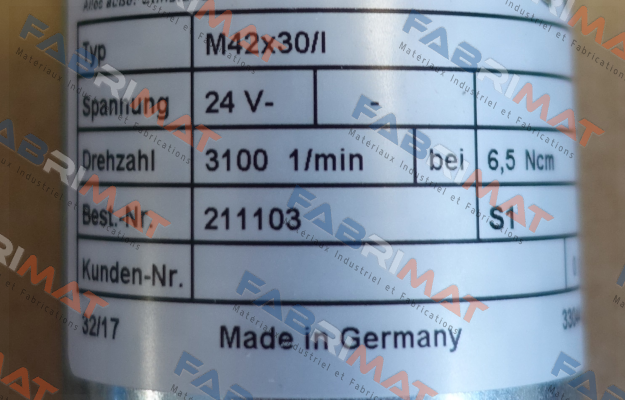 Typ M42x30/I
Spannung 24 V- -
Drehzahl 3100 1/min bei 6,5 Ncm
Best.-Nr. 211103 S1
Kunden-Nr.
32/17 Made in Germany
FABRIMAT
Materiaux Industriel et Fabrications